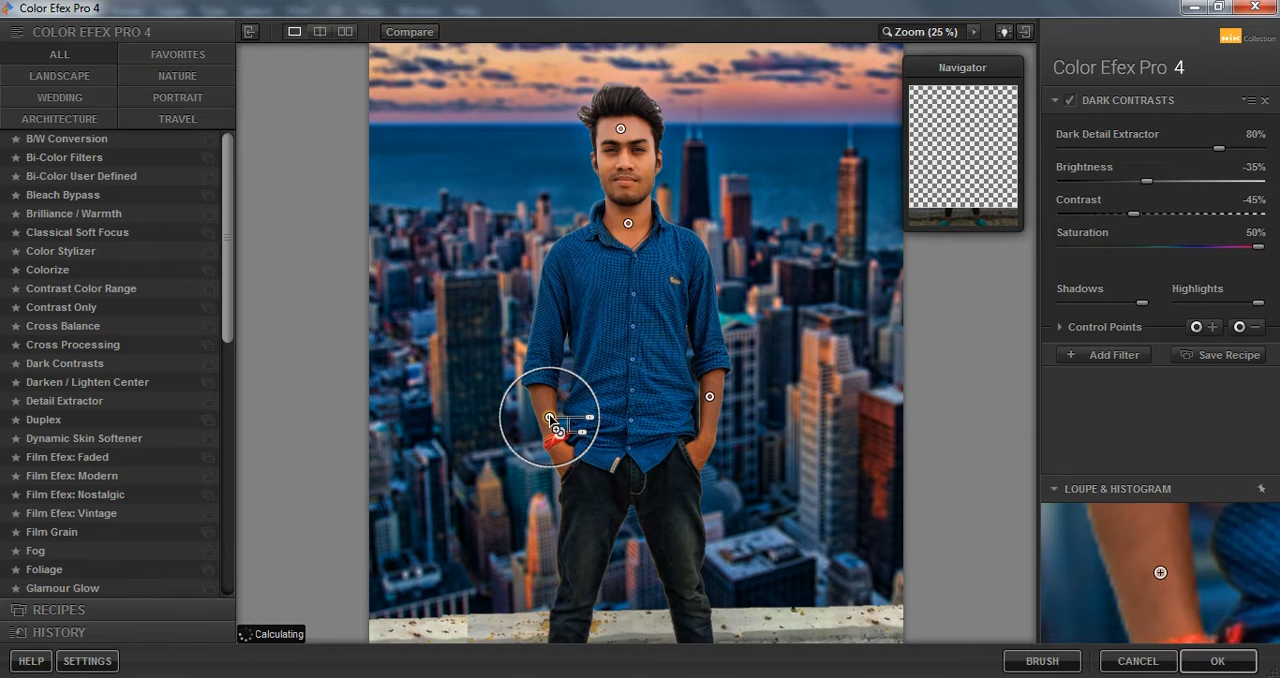 Color Efex Pro 4
COLOR EFEX PRO 4
ALL FAVORITES
LANDSCAPE NATURE
WEDDING PORTRAIT
ARCHITECTURE TRAVEL
B/W Conversion
Bi-Color Filters
Bi-Color User Defined
Bleach Bypass
Brilliance / Warmth
Classical Soft Focus
Color Stylizer
Colorize
Contrast Color Range
Contrast Only
Cross Balance
Cross Processing
Dark Contrasts
Darken / Lighten Center
Detail Extractor
Duplex
Dynamic Skin Softener
Film Efex: Faded
Film Efex: Modern
Film Efex: Nostalgic
Film Efex: Vintage
Film Grain
Fog
Foliage
Glamour Glow
RECIPES
HISTORY
HELP SETTINGS
Compare
Zoom (25 %)
Navigator
Calculating
Nik Collection
Color Efex Pro 4
DARK CONTRASTS
Dark Detail Extractor 80%
Brightness -35%
Contrast -45%
Saturation 50%
Shadows Highlights
Control Points
Add Filter Save Recipe
LOUPE & HISTOGRAM
BRUSH CANCEL OK